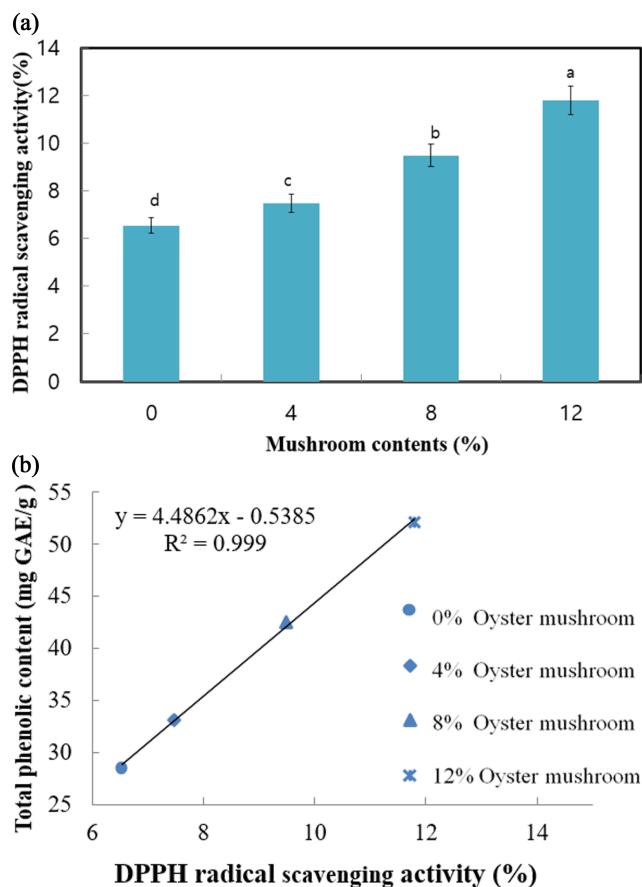 (a)
DPPH radical scavenging activity(%)
14
12
10
8
6
4
2
0
d
c
b
a
0 4 8 12
Mushroom contents (%)
(b)
Total phenolic content (mg GAE/g )
55
50
45
40
35
30
25
y = 4.4862x - 0.5385
R² = 0.999
0% Oyster mushroom
4% Oyster mushroom
8% Oyster mushroom
12% Oyster mushroom
6 8 10 12 14
DPPH radical scavenging activity (%)